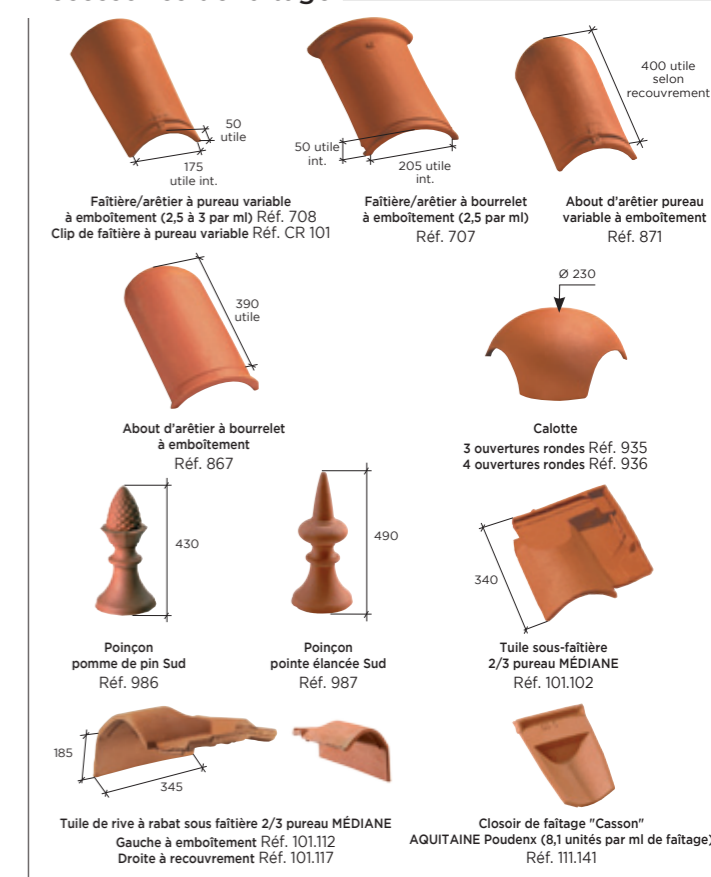 50
utile
175
utile int.
Faîtière/arêtier à pureau variable
à emboîtement (2,5 à 3 par ml) Réf. 708
Clip de faîtière à pureau variable Réf. CR 101
50 utile
int.
205 utile
int.
Faîtière/arêtier à bourrelet
à emboîtement (2,5 par ml)
Réf. 707
400 utile
selon
recouvrement
About d'arêtier pureau
variable à emboîtement
Réf. 871
390
utile
About d'arêtier à bourrelet
à emboîtement
Réf. 867
Ø 230
Calotte
3 ouvertures rondes Réf. 935
4 ouvertures rondes Réf. 936
430
Poinçon
pomme de pin Sud
Réf. 986
490
Poinçon
pointe élancée Sud
Réf. 987
340
Tuile sous-faîtière
2/3 pureau MÉDIANE
Réf. 101.102
185
345
Tuile de rive à rabat sous faîtière 2/3 pureau MÉDIANE
Gauche à emboîtement Réf. 101.112
Droite à recouvrement Réf. 101.117
Closoir de faîtage "Casson"
AQUITAINE Poudenx (8,1 unités par ml de faîtage)
Réf. 111.141